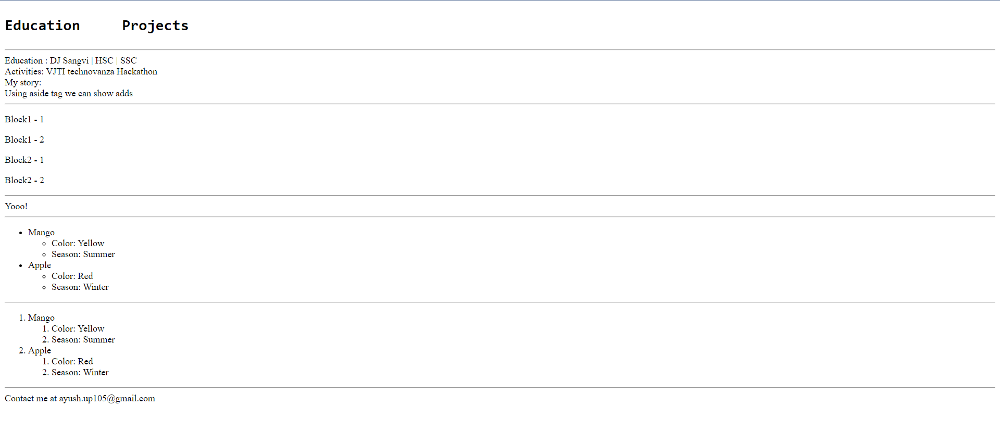 Education     Projects
Education : DJ Sangvi | HSC | SSC
Activities: VJTI technovanza Hackathon
My story:
Using aside tag we can show adds
Block1 - 1
Block1 - 2
Block2 - 1
Block2 - 2
Yooo!
• Mango
◦ Color: Yellow
◦ Season: Summer
• Apple
◦ Color: Red
◦ Season: Winter
1. Mango
1. Color: Yellow
2. Season: Summer
2. Apple
1. Color: Red
2. Season: Winter
Contact me at ayush.up105@gmail.com